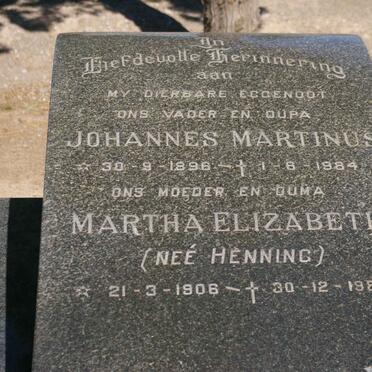 In
Liefdevolle Herinnering
aan
MY DIERBARE EGGENOOT
ONS VADER EN OUPA
JOHANNES MARTINUS
☆ 30-9-1896 ~ † 1-6-1984
ONS MOEDER EN OUMA
MARTHA ELIZABETH
(NEÉ HENNING)
☆ 21-3-1906 ~ † 30-12-198